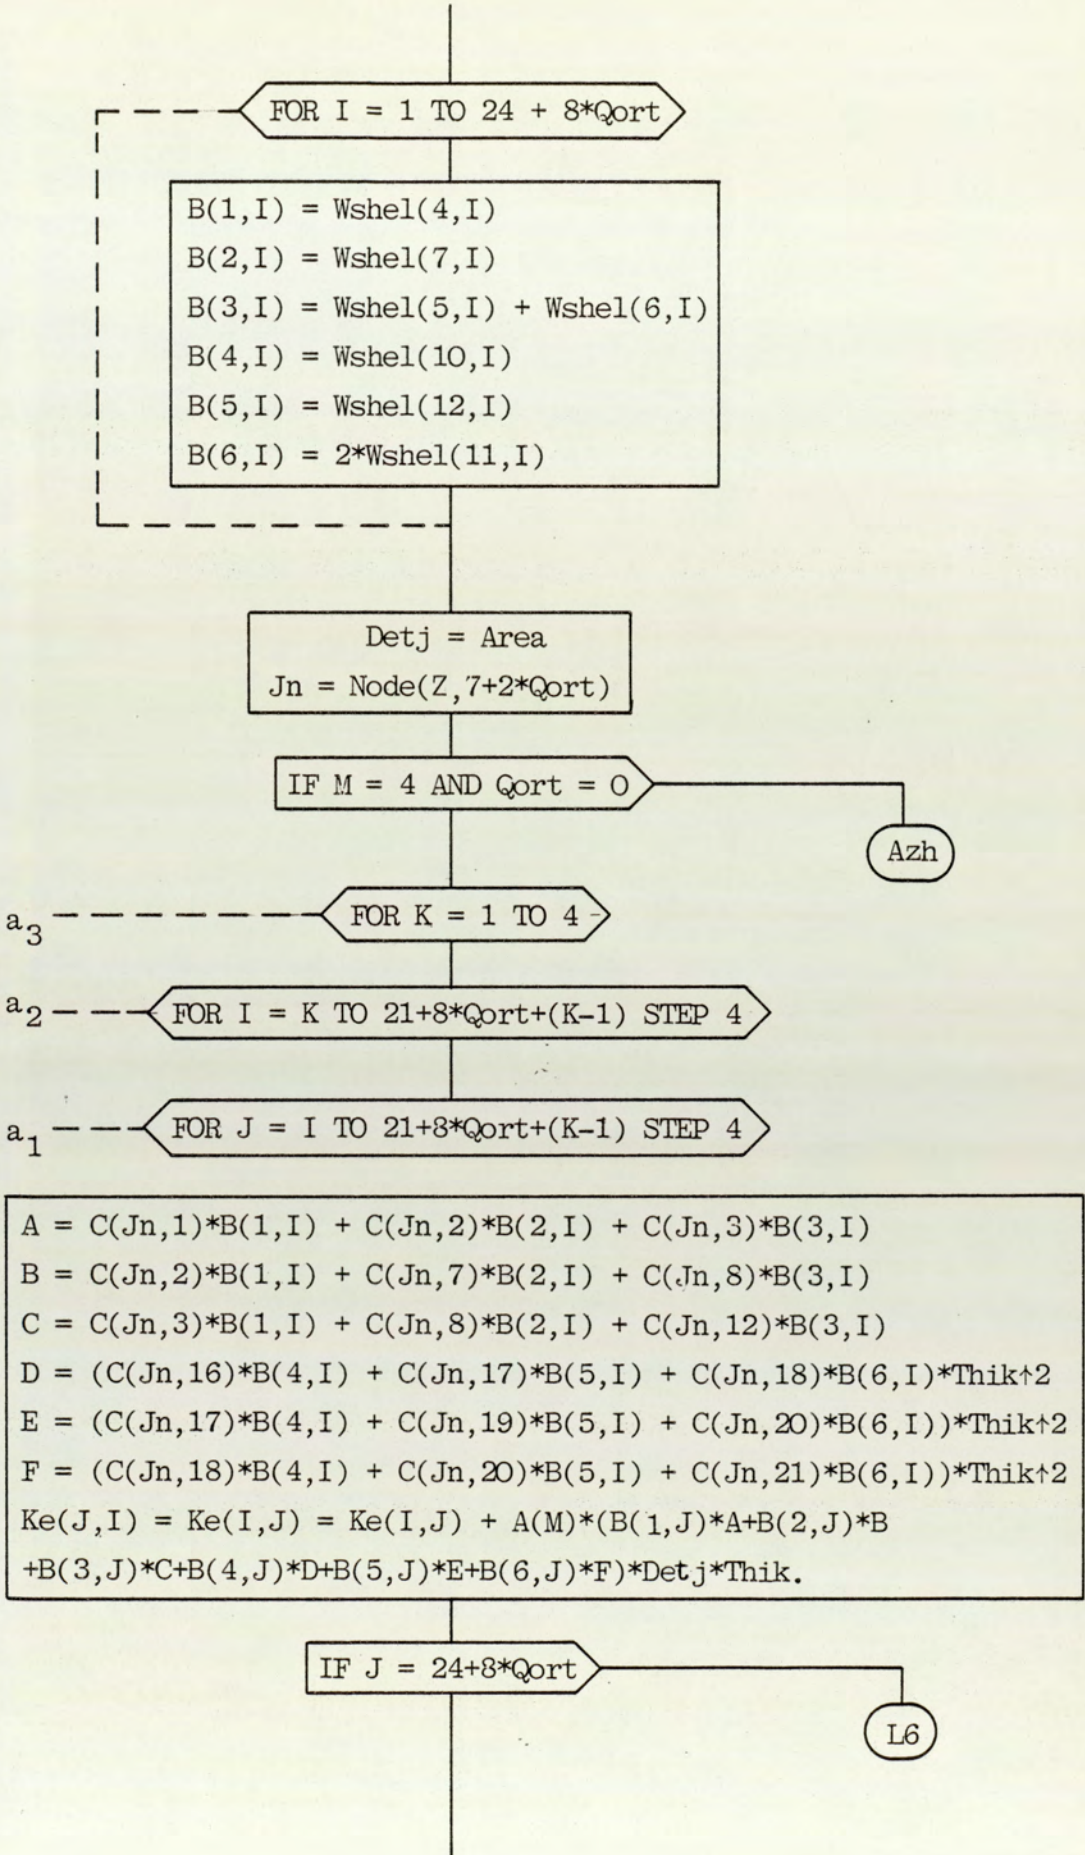 FOR I = 1 TO 24 + 8*Qort
B(1,I) = Wshel(4,I)
B(2,I) = Wshel(7,I)
B(3,I) = Wshel(5,I) + Wshel(6,I)
B(4,I) = Wshel(10,I)
B(5,I) = Wshel(12,I)
B(6,I) = 2*Wshel(11,I)
Detj = Area
Jn = Node(Z,7+2*Qort)
IF M = 4 AND Qort = 0
Azh
a3
FOR K = 1 TO 4
a2
FOR I = K TO 21+8*Qort+(K-1) STEP 4
a1
FOR J = I TO 21+8*Qort+(K-1) STEP 4
A = C(Jn,1)*B(1,I) + C(Jn,2)*B(2,I) + C(Jn,3)*B(3,I)
B = C(Jn,2)*B(1,I) + C(Jn,7)*B(2,I) + C(Jn,8)*B(3,I)
C = C(Jn,3)*B(1,I) + C(Jn,8)*B(2,I) + C(Jn,12)*B(3,I)
D = (C(Jn,16)*B(4,I) + C(Jn,17)*B(5,I) + C(Jn,18)*B(6,I)*Thik↑2
E = (C(Jn,17)*B(4,I) + C(Jn,19)*B(5,I) + C(Jn,20)*B(6,I))*Thik↑2
F = (C(Jn,18)*B(4,I) + C(Jn,20)*B(5,I) + C(Jn,21)*B(6,I))*Thik↑2
Ke(J,I) = Ke(I,J) = Ke(I,J) + A(M)*(B(1,J)*A+B(2,J)*B
+B(3,J)*C+B(4,J)*D+B(5,J)*E+B(6,J)*F)*Detj*Thik.
IF J = 24+8*Qort
L6